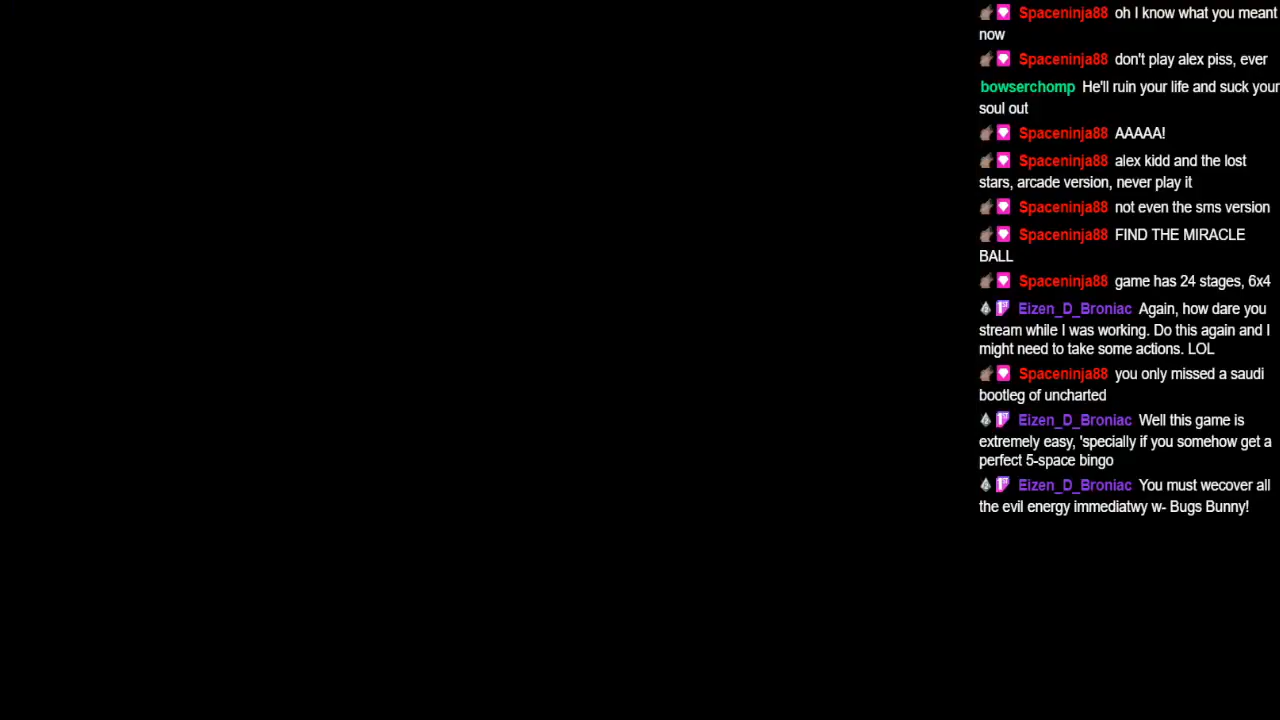 Spaceninja88 oh I know what you meant
now
Spaceninja88 don't play alex piss, ever
bowserchomp He'll ruin your life and suck your
soul out
Spaceninja88 AAAAA!
Spaceninja88 alex kidd and the lost
stars, arcade version, never play it
Spaceninja88 not even the sms version
Spaceninja88 FIND THE MIRACLE
BALL
Spaceninja88 game has 24 stages, 6x4
Eizen_D_Broniac Again, how dare you
stream while I was working. Do this again and I
might need to take some actions. LOL
Spaceninja88 you only missed a saudi
bootleg of uncharted
Eizen_D_Broniac Well this game is
extremely easy, 'specially if you somehow get a
perfect 5-space bingo
Eizen_D_Broniac You must wecover all
the evil energy immediatwy w- Bugs Bunny!